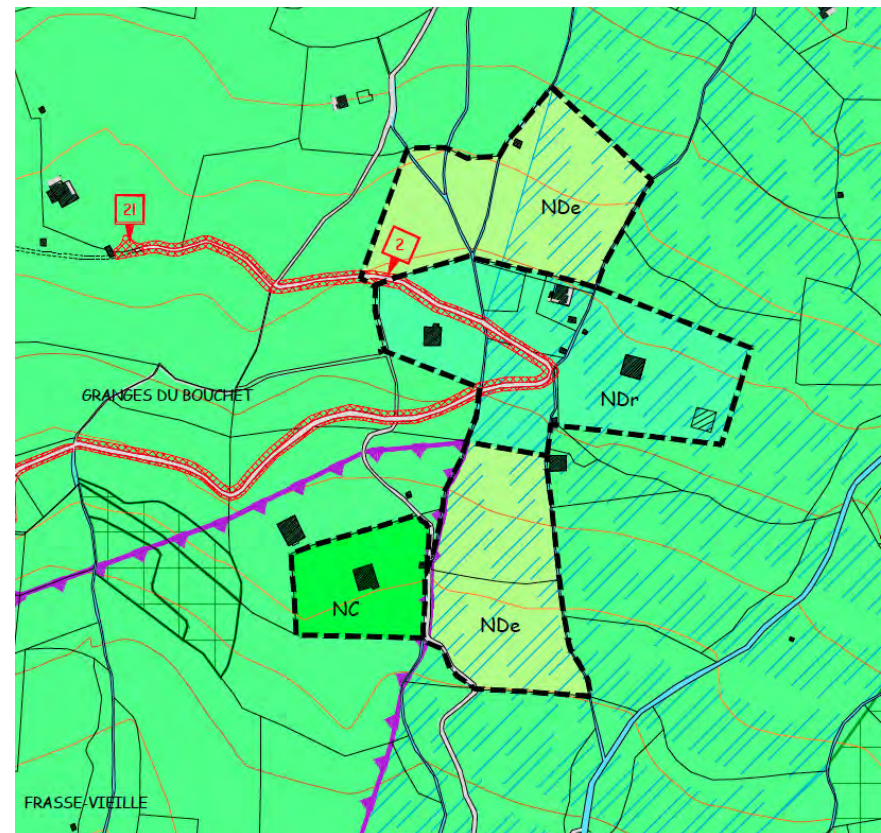 NDe
21
2
GRANGES DU BOUCHET
NDr
NC
NDe
FRASSE-VIEILLE